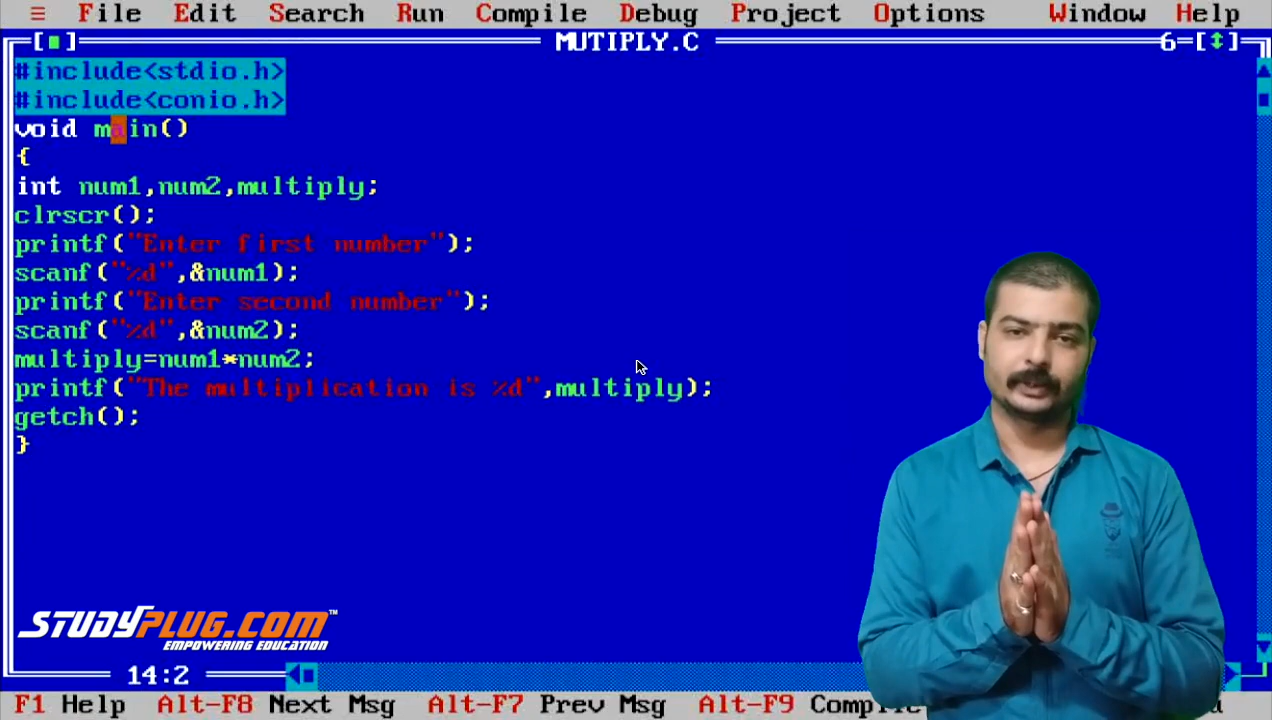 ≡ File Edit Search Run Compile Debug Project Options Window Help
[■] MUTIPLY.C 6=[↕]
#include<stdio.h>
#include<conio.h>
void main()
{
int num1,num2,multiply;
clrscr();
printf("Enter first number");
scanf("%d",&num1);
printf("Enter second number");
scanf("%d",&num2);
multiply=num1*num2;
printf("The multiplication is %d",multiply);
getch();
}
STUDYPLUG.COM™
EMPOWERING EDUCATION
14:2
F1 Help Alt-F8 Next Msg Alt-F7 Prev Msg Alt-F9